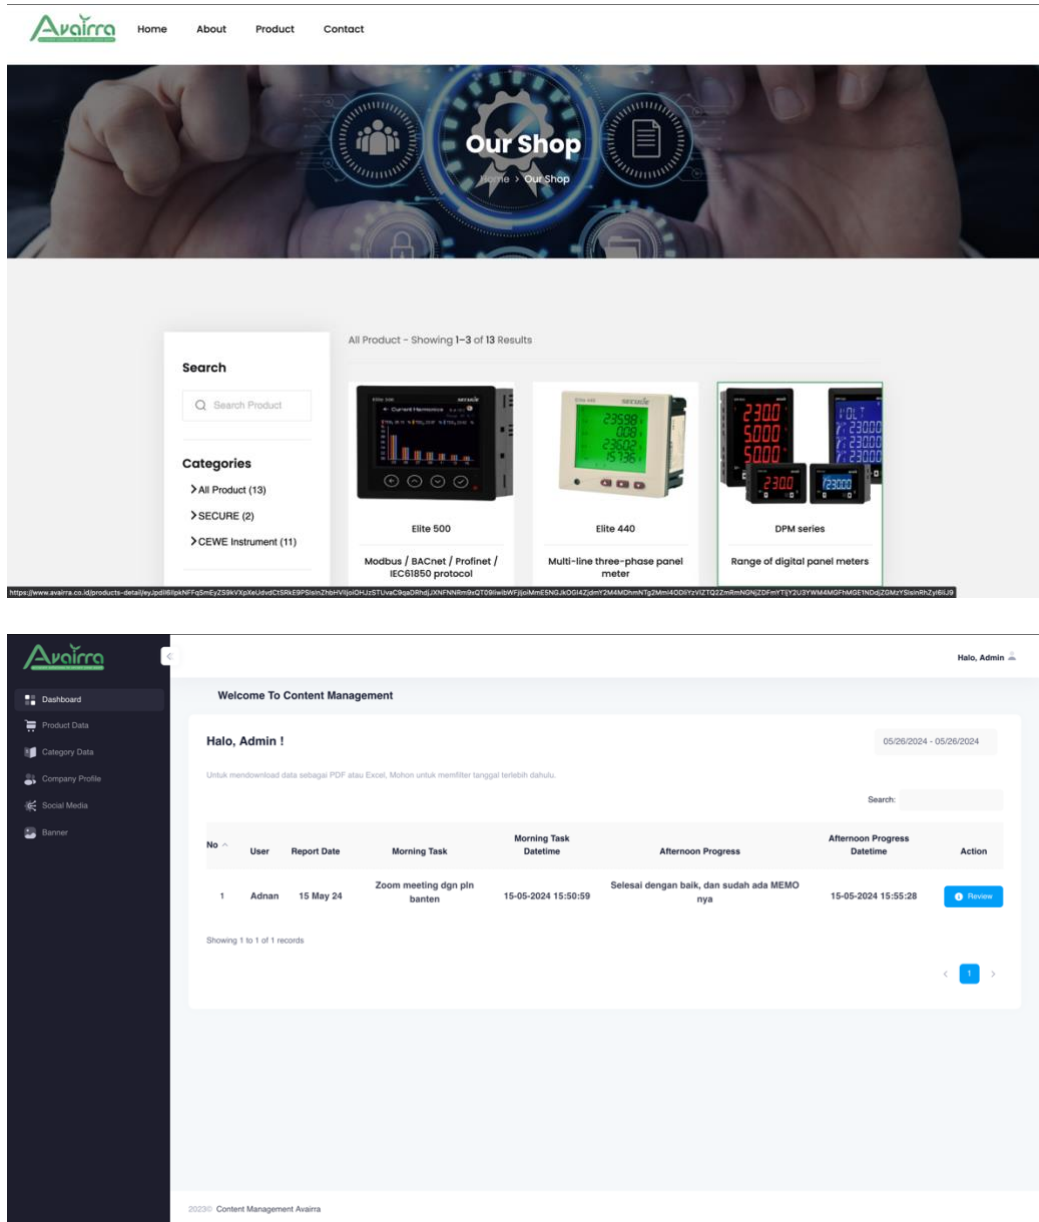 Avairra
Home About Product Contact
Our Shop
Home > Our Shop
All Product - Showing 1-3 of 13 Results
Search
Search Product
Categories
All Product (13)
SECURE (2)
CEWE Instrument (11)
Elite 500
Modbus / BACnet / Profinet /
IEC61850 protocol
Elite 440
Multi-line three-phase panel
meter
DPM series
Range of digital panel meters
Avairra
Halo, Admin
Dashboard
Product Data
Category Data
Company Profile
Social Media
Banner
Welcome To Content Management
Halo, Admin !
05/26/2024 - 05/26/2024
Untuk mendownload data sebagai PDF atau Excel, Mohon untuk memfilter tanggal terlebih dahulu.
Search:
No User Report Date Morning Task Morning Task Datetime Afternoon Progress Afternoon Progress Datetime Action
1 Adnan 15 May 24 Zoom meeting dgn pln banten 15-05-2024 15:50:59 Selesai dengan baik, dan sudah ada MEMO nya 15-05-2024 15:55:28 Review
Showing 1 to 1 of 1 records
1
2023© Content Management Avairra